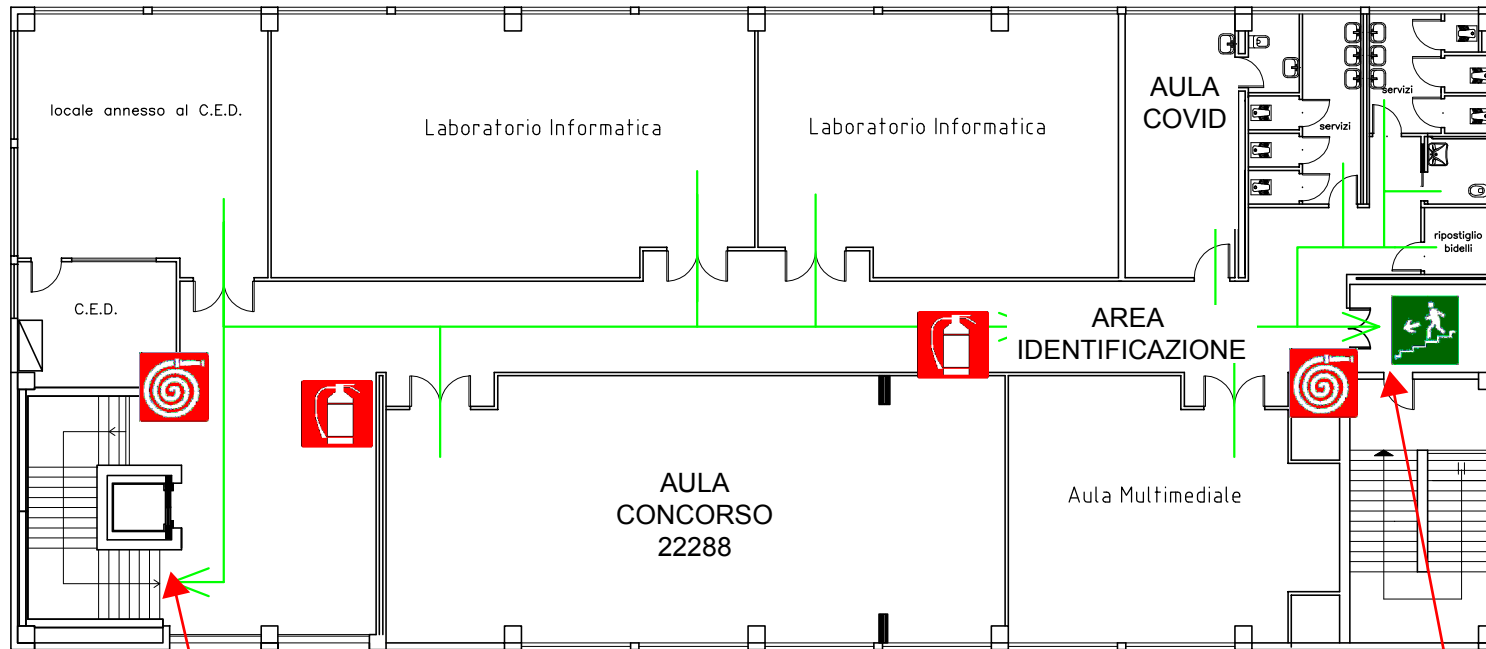 locale annesso al C.E.D.
Laboratorio Informatica
Laboratorio Informatica
AULA
COVID
servizi
servizi
ripostiglio
bidelli
C.E.D.
AREA
IDENTIFICAZIONE
AULA
CONCORSO
22288
Aula Multimediale